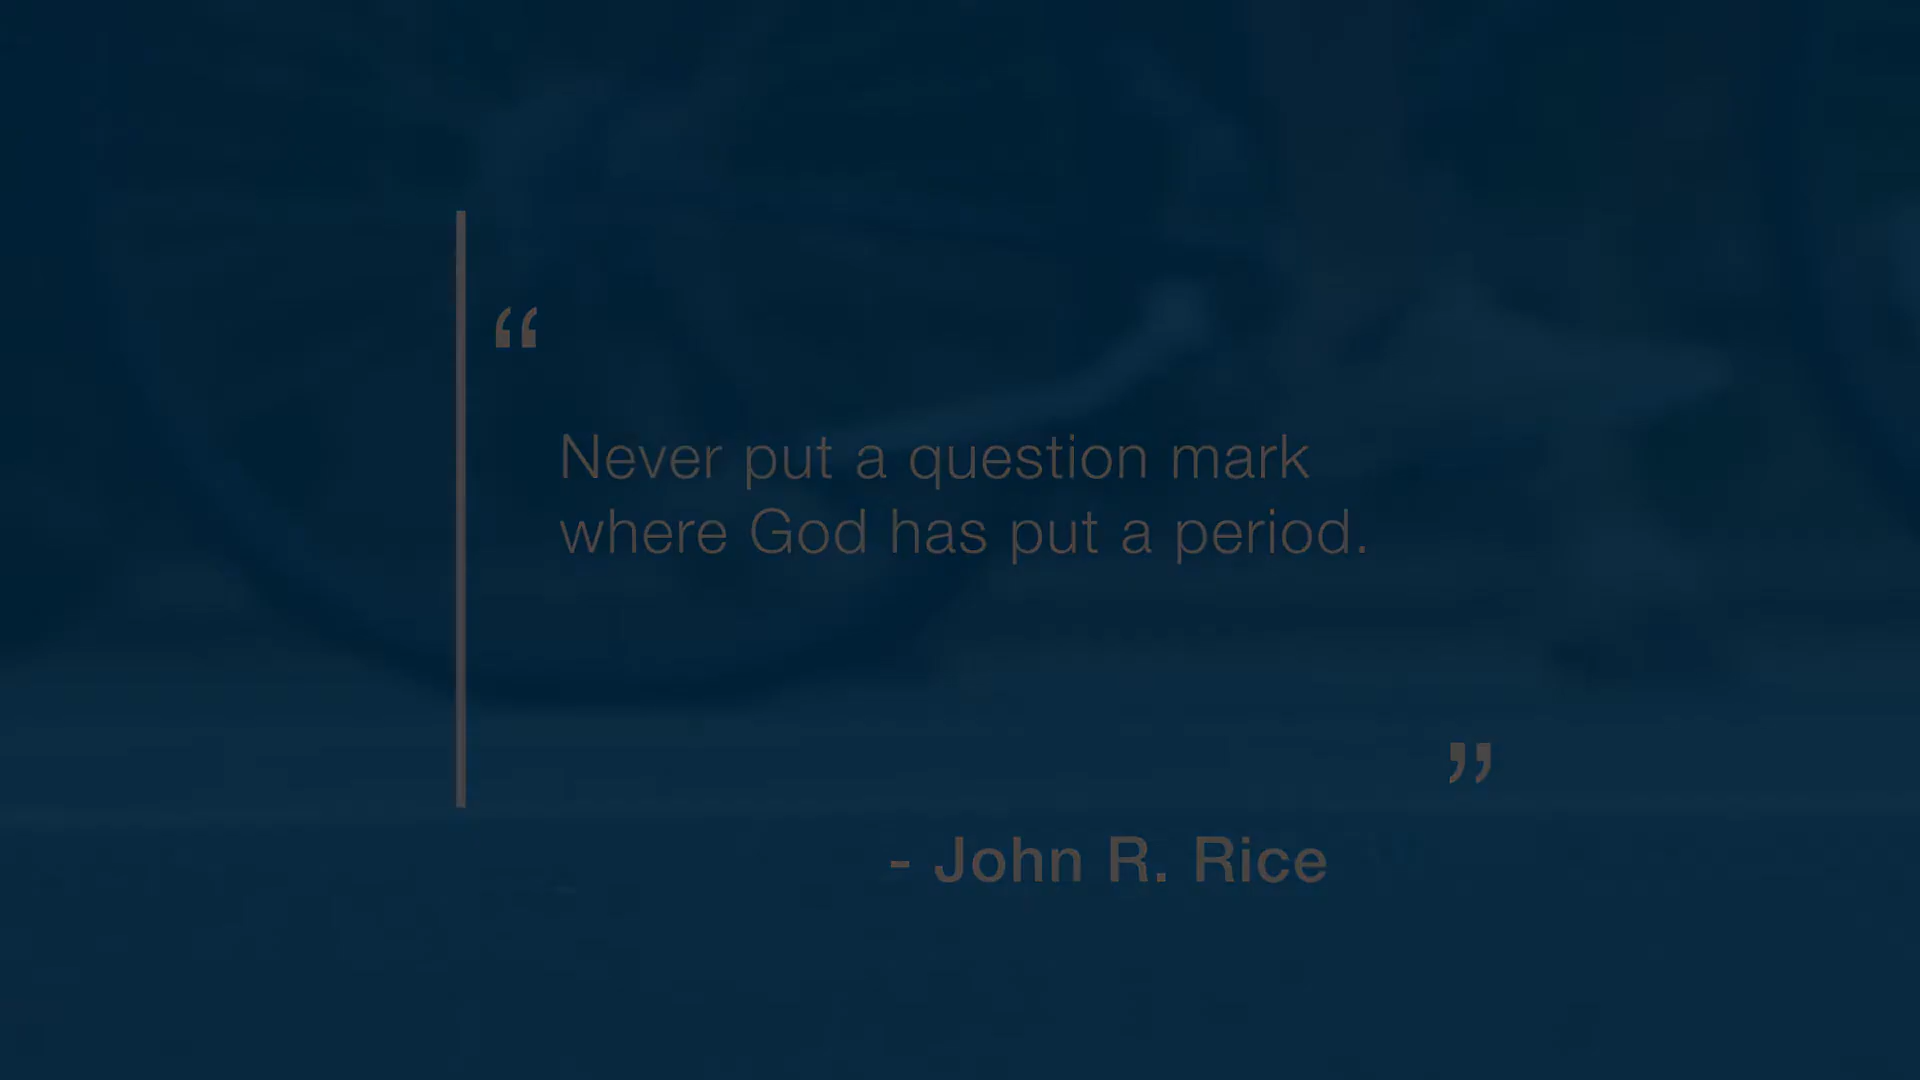 “
Never put a question mark
where God has put a period.
”
- John R. Rice